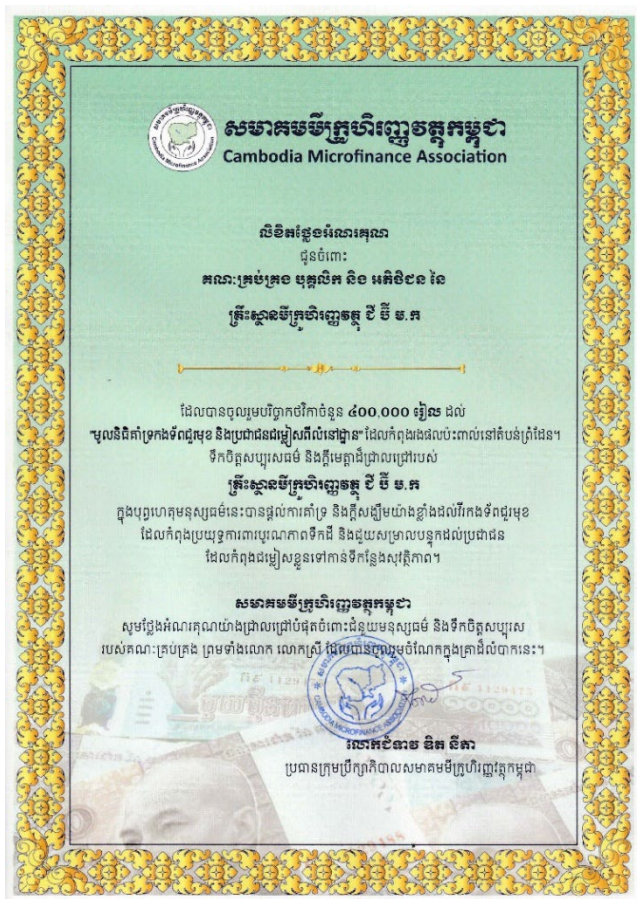 សមាគមមីក្រូហិរញ្ញវត្ថុកម្ពុជា
Cambodia Microfinance Association
លិខិតថ្លែងអំណរគុណ
ជូនចំពោះ
គណៈគ្រប់គ្រង បុគ្គលិក និង អតិថិជន នៃ
គ្រឹះស្ថានមីក្រូហិរញ្ញវត្ថុ ជី ប៊ី ម.ក
ដែលបានចូលរួមបរិច្ចាកថវិកាចំនួន ៤០០,០០០ រៀល ដល់
"មូលនិធិគាំទ្រកងទ័ពជួរមុខ និងប្រជាជនជម្លៀសពីលំនៅដ្ឋាន" ដែលកំពុងរងផលប៉ះពាល់នៅតំបន់ព្រំដែន។
ទឹកចិត្តសប្បុរសធម៌ និងក្តីមេត្តាដ៏ជ្រាលជ្រៅរបស់
គ្រឹះស្ថានមីក្រូហិរញ្ញវត្ថុ ជី ប៊ី ម.ក
ក្នុងបុព្វហេតុមនុស្សធម៌នេះបានផ្តល់ការគាំទ្រ និងក្តីសង្ឃឹមយ៉ាងខ្លាំងដល់វីរកងទ័ពជួរមុខ
ដែលកំពុងប្រយុទ្ធការពារបូរណភាពទឹកដី និងជួយសម្រាលបន្ទុកដល់ប្រជាជន
ដែលកំពុងជម្លៀសខ្លួនទៅកាន់ទីកន្លែងសុវត្ថិភាព។
សមាគមមីក្រូហិរញ្ញវត្ថុកម្ពុជា
សូមថ្លែងអំណរគុណយ៉ាងជ្រាលជ្រៅបំផុតចំពោះជំនួយមនុស្សធម៌ និងទឹកចិត្តសប្បុរស
របស់គណៈគ្រប់គ្រង ព្រមទាំងលោក លោកស្រី ដែលបានចូលរួមចំណែកក្នុងគ្រាដ៏លំបាកនេះ។
លោកជំទាវ ឌិត នីតា
ប្រធានក្រុមប្រឹក្សាភិបាលសមាគមមីក្រូហិរញ្ញវត្ថុកម្ពុជា